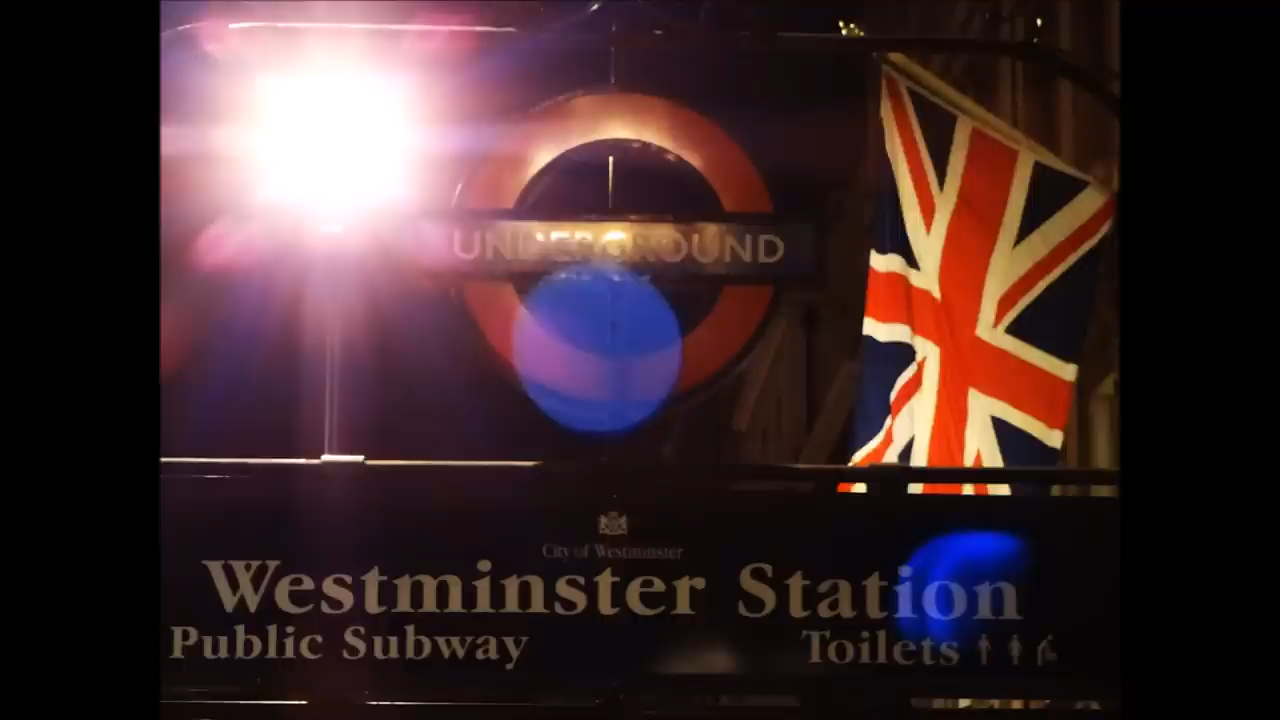 UNDERGROUND
City of Westminster
Westminster Station
Public Subway
Toilets